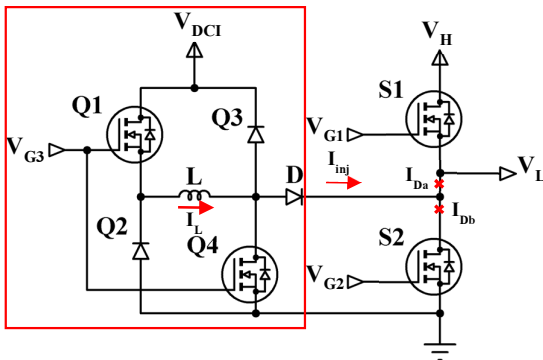 V_DCI
V_H
Q1
Q3
S1
V_G3
V_G1
L
D
I_inj
I_Da
V_L
Q2
I_L
Q4
I_Db
S2
V_G2